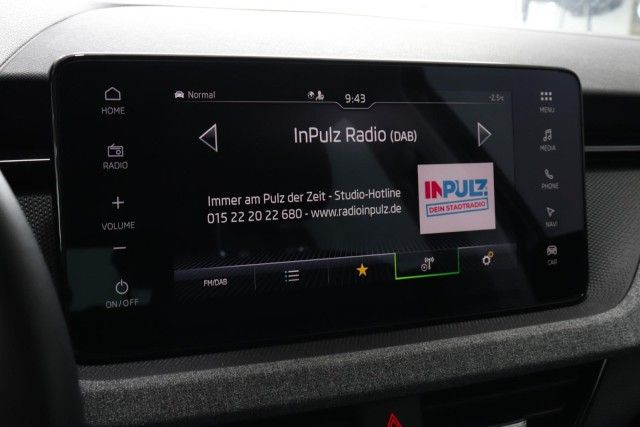 Normal
9:43
-2.5°C
HOME
RADIO
VOLUME
ON/OFF
InPulz Radio (DAB)
Immer am Pulz der Zeit - Studio-Hotline
015 22 20 22 680 - www.radioinpulz.de
INPULZ.
DEIN STADTRADIO
FM/DAB
MENU
MEDIA
PHONE
NAVI
CAR